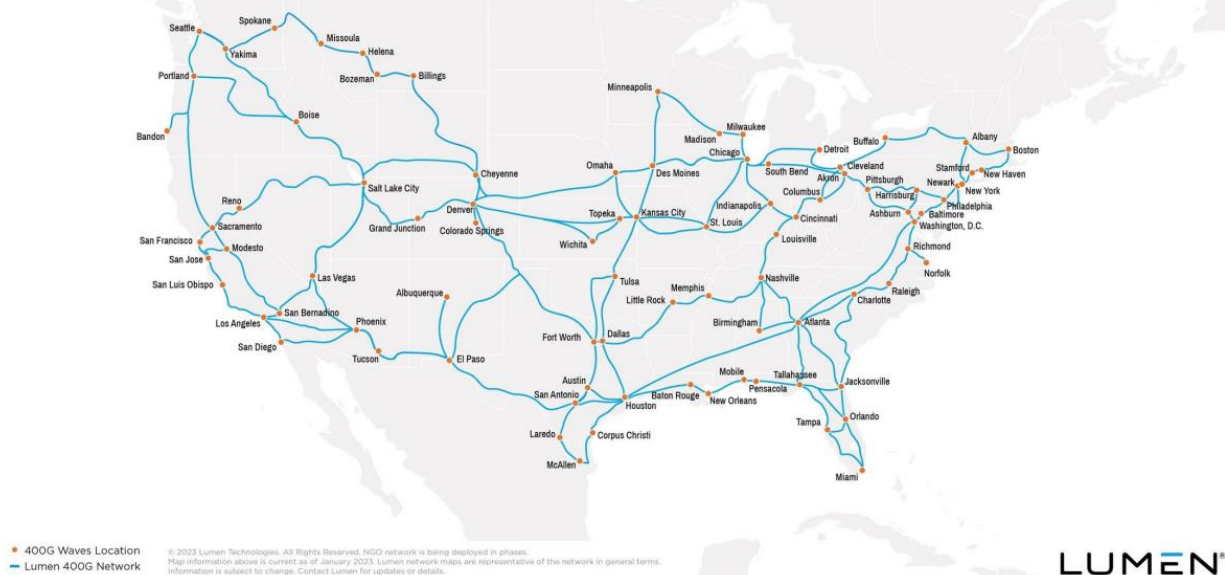 Spokane
Seattle
Yakima
Missoula
Helena
Portland
Bozeman
Billings
Minneapolis
Boise
Bandon
Madison
Milwaukee
Buffalo
Albany
Boston
Chicago
Detroit
Cleveland
Stamford
New Haven
Omaha
Des Moines
South Bend
Akron
Pittsburgh
Newark
New York
Cheyenne
Salt Lake City
Columbus
Harrisburg
Philadelphia
Reno
Denver
Topeka
Kansas City
Indianapolis
Ashburn
Baltimore
Sacramento
Grand Junction
Colorado Springs
St. Louis
Cincinnati
Washington, D.C.
San Francisco
Modesto
Wichita
Louisville
Richmond
San Jose
Norfolk
Las Vegas
Tulsa
Nashville
San Luis Obispo
Albuquerque
Memphis
Raleigh
Little Rock
Charlotte
San Bernadino
Los Angeles
Phoenix
Birmingham
Atlanta
San Diego
Fort Worth
Dallas
Tucson
El Paso
Mobile
Tallahassee
Austin
Pensacola
Jacksonville
San Antonio
Baton Rouge
New Orleans
Houston
Orlando
Tampa
Laredo
Corpus Christi
McAllen
Miami
400G Waves Location
Lumen 400G Network
© 2023 Lumen Technologies. All Rights Reserved. NGO network is being deployed in phases.
Map information above is current as of January 2023. Lumen network maps are representative of the network in general terms.
Information is subject to change. Contact Lumen for updates or details.
LUMEN®